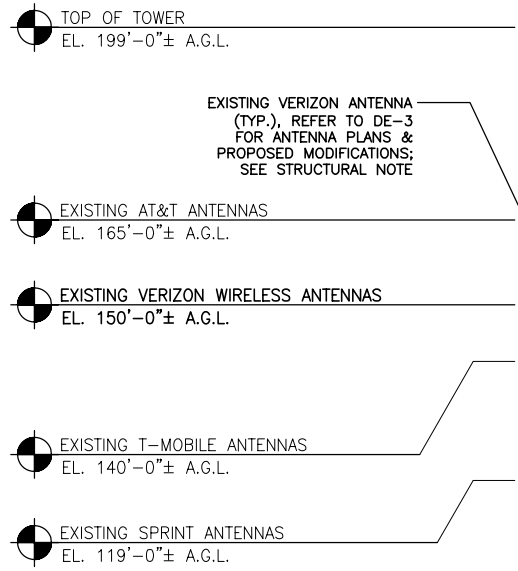 TOP OF TOWER
EL. 199'-0"± A.G.L.
EXISTING VERIZON ANTENNA
(TYP.), REFER TO DE-3
FOR ANTENNA PLANS &
PROPOSED MODIFICATIONS;
SEE STRUCTURAL NOTE
EXISTING AT&T ANTENNAS
EL. 165'-0"± A.G.L.
EXISTING VERIZON WIRELESS ANTENNAS
EL. 150'-0"± A.G.L.
EXISTING T-MOBILE ANTENNAS
EL. 140'-0"± A.G.L.
EXISTING SPRINT ANTENNAS
EL. 119'-0"± A.G.L.